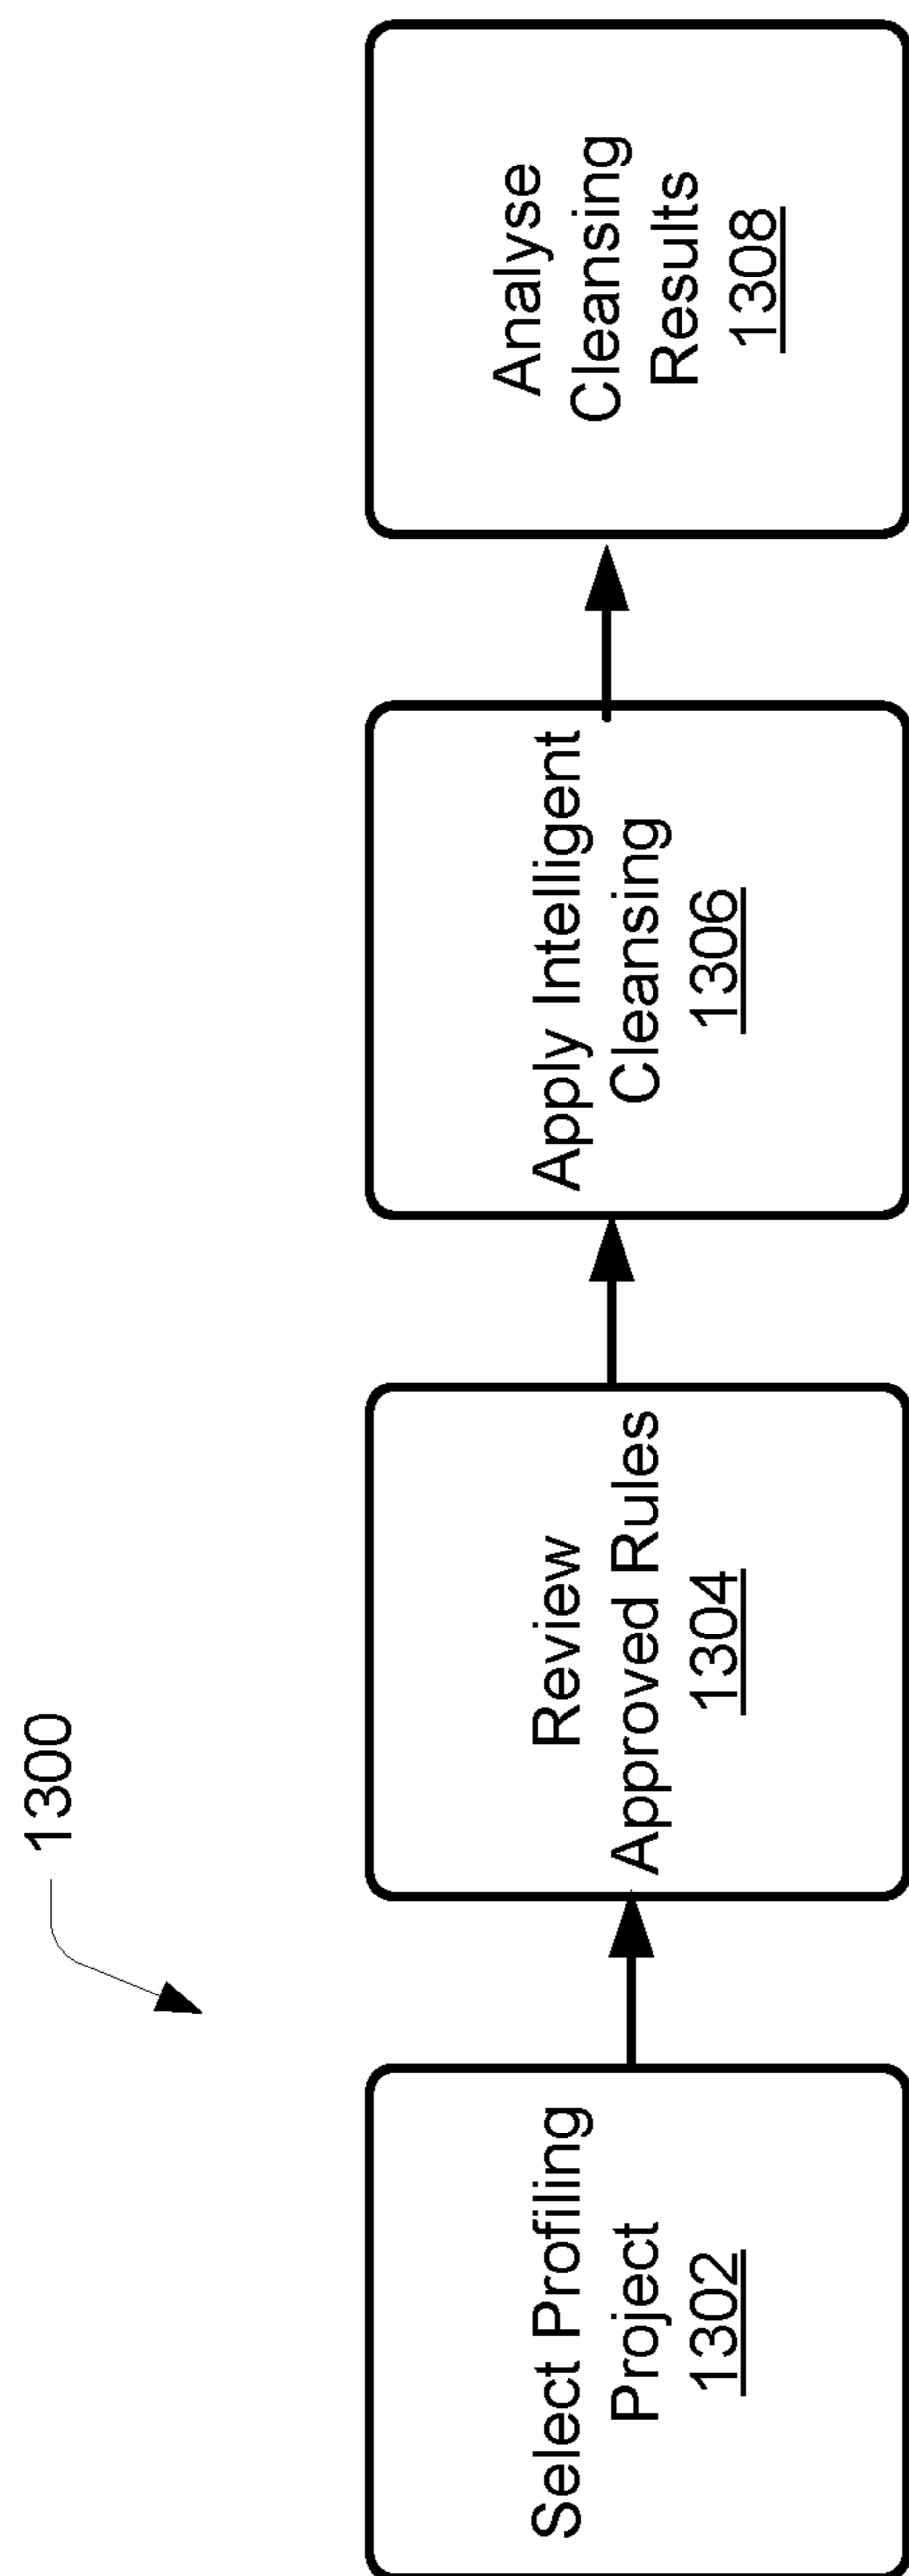 1300
Select Profiling
Project
1302
Review
Approved Rules
1304
Apply Intelligent
Cleansing
1306
Analyse
Cleansing
Results
1308